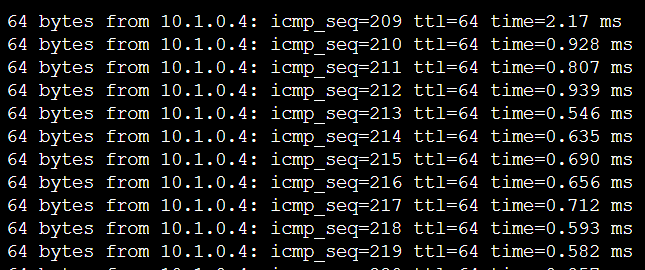 64 bytes from 10.1.0.4: icmp_seq=209 ttl=64 time=2.17 ms
64 bytes from 10.1.0.4: icmp_seq=210 ttl=64 time=0.928 ms
64 bytes from 10.1.0.4: icmp_seq=211 ttl=64 time=0.807 ms
64 bytes from 10.1.0.4: icmp_seq=212 ttl=64 time=0.939 ms
64 bytes from 10.1.0.4: icmp_seq=213 ttl=64 time=0.546 ms
64 bytes from 10.1.0.4: icmp_seq=214 ttl=64 time=0.635 ms
64 bytes from 10.1.0.4: icmp_seq=215 ttl=64 time=0.690 ms
64 bytes from 10.1.0.4: icmp_seq=216 ttl=64 time=0.656 ms
64 bytes from 10.1.0.4: icmp_seq=217 ttl=64 time=0.712 ms
64 bytes from 10.1.0.4: icmp_seq=218 ttl=64 time=0.593 ms
64 bytes from 10.1.0.4: icmp_seq=219 ttl=64 time=0.582 ms